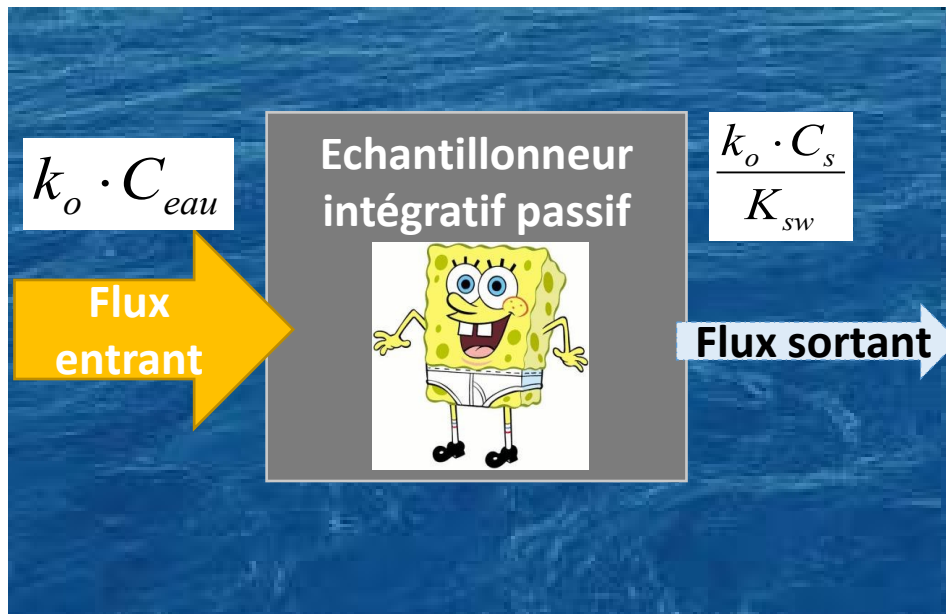 k_o · C_eau
Echantillonneur
intégratif passif
k_o · C_s
K_sw
Flux
entrant
Flux sortant